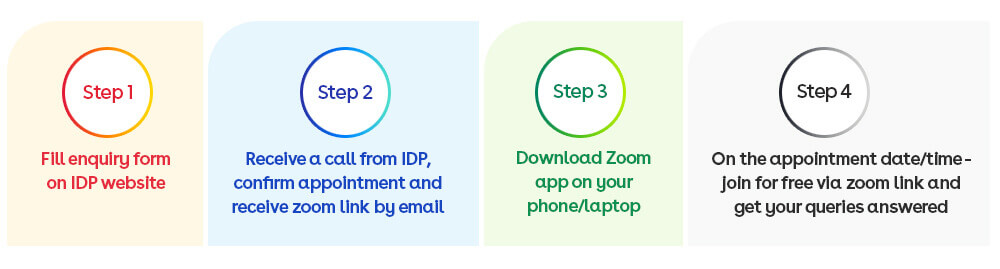 Step 1
Fill enquiry form
on IDP website
Step 2
Receive a call from IDP,
confirm appointment and
receive zoom link by email
Step 3
Download Zoom
app on your
phone/laptop
Step 4
On the appointment date/time -
join for free via zoom link and
get your queries answered